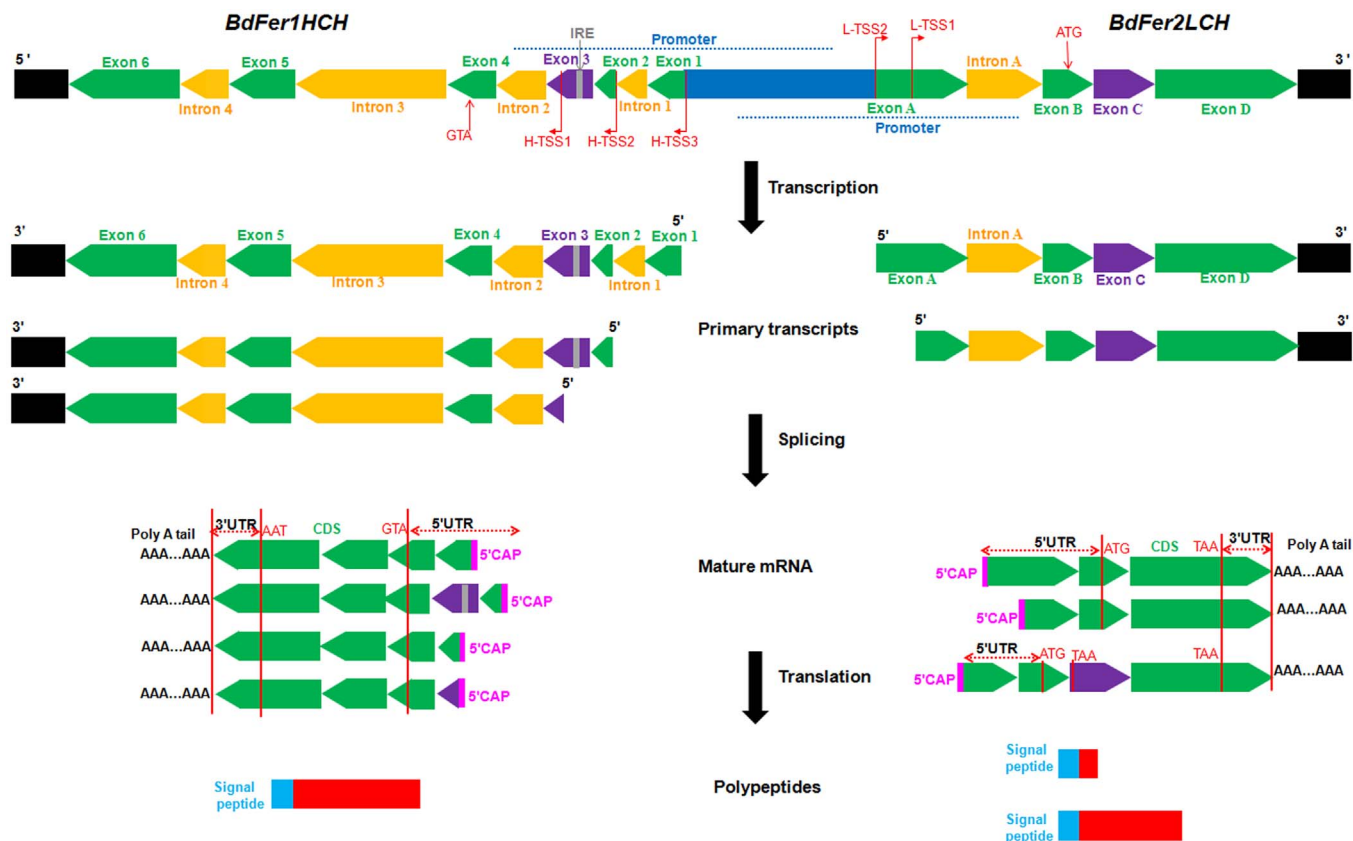 BdFer1HCH
BdFer2LCH
IRE
Promoter
L-TSS2
L-TSS1
ATG
5'
Exon 6
Exon 5
Exon 4
Exon 3
Exon 2
Exon 1
Intron A
3'
Intron 4
Intron 3
Intron 2
Intron 1
Exon A
Exon B
Exon C
Exon D
GTA
H-TSS1
H-TSS2
H-TSS3
Promoter
Transcription
3'
Exon 6
Exon 5
Exon 4
Exon 3
Exon 2
Exon 1
5'
Intron 4
Intron 3
Intron 2
Intron 1
5'
Intron A
3'
Exon A
Exon B
Exon C
Exon D
Primary transcripts
3'
5'
5'
3'
3'
5'
Splicing
Poly A tail
3'UTR
AAT
CDS
GTA
5'UTR
AAA...AAA
5'CAP
AAA...AAA
5'CAP
AAA...AAA
5'CAP
AAA...AAA
5'CAP
Mature mRNA
5'UTR
ATG
CDS
TAA
3'UTR
Poly A tail
5'CAP
AAA...AAA
5'CAP
AAA...AAA
5'UTR
ATG
TAA
TAA
5'CAP
AAA...AAA
Translation
Signal
peptide
Polypeptides
Signal
peptide
Signal
peptide